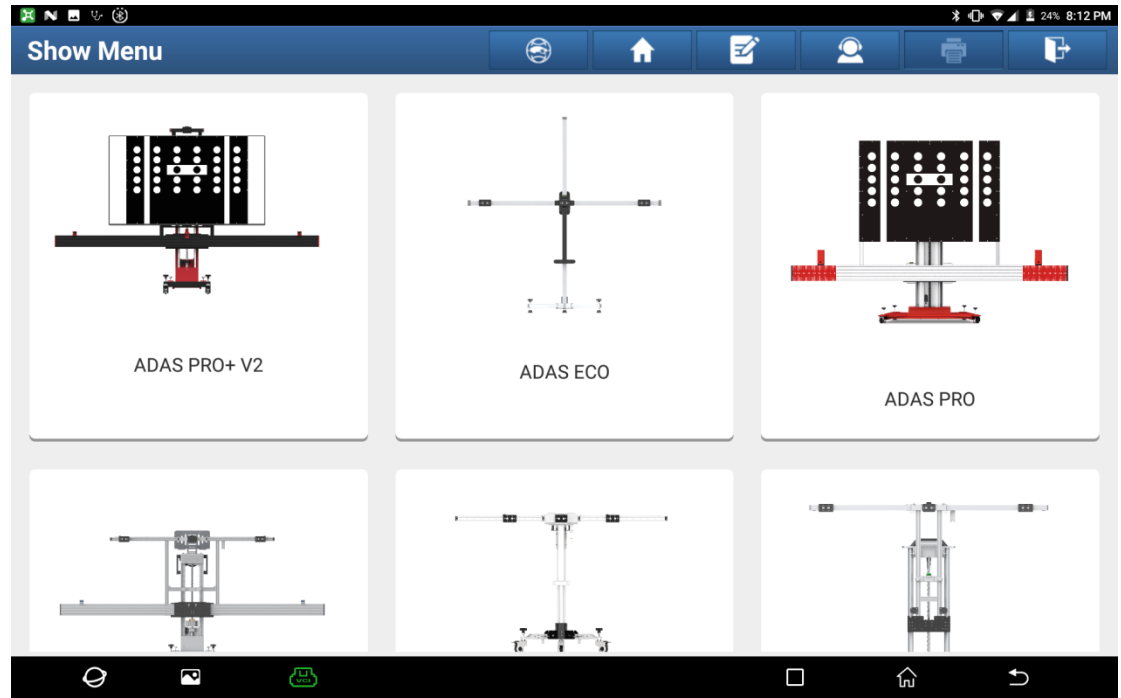 24% 8:12 PM
Show Menu
ADAS PRO+ V2
ADAS ECO
ADAS PRO
VCI